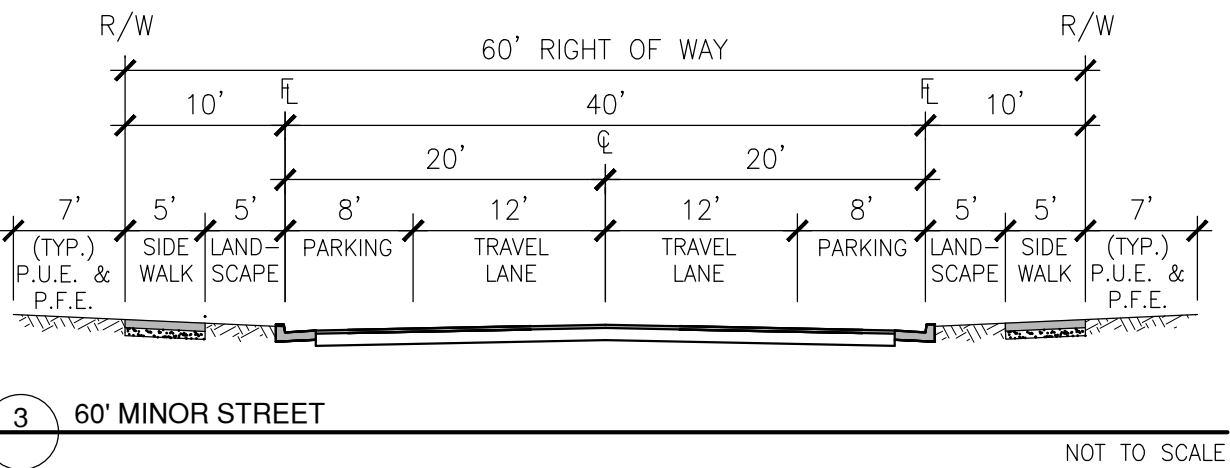 R/W R/W
60' RIGHT OF WAY
10' FL 40' FL 10'
CL
20' 20'
7' 5' 5' 8' 12' 12' 8' 5' 5' 7'
(TYP.) SIDE LAND- PARKING TRAVEL TRAVEL PARKING LAND- SIDE (TYP.)
P.U.E. & WALK SCAPE LANE LANE SCAPE WALK P.U.E. &
P.F.E. P.F.E.
3 60' MINOR STREET
NOT TO SCALE